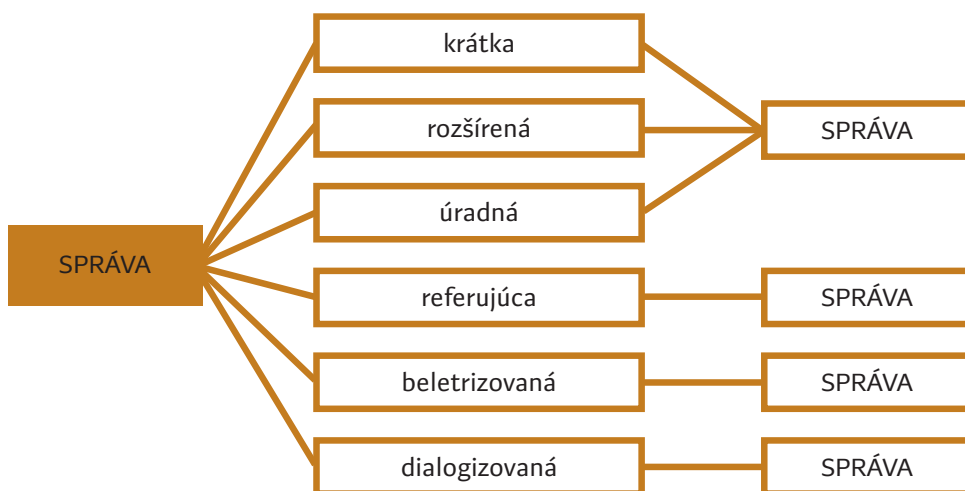 krátka
rozšírená
SPRÁVA
úradná
SPRÁVA
referujúca
SPRÁVA
beletrizovaná
SPRÁVA
dialogizovaná
SPRÁVA